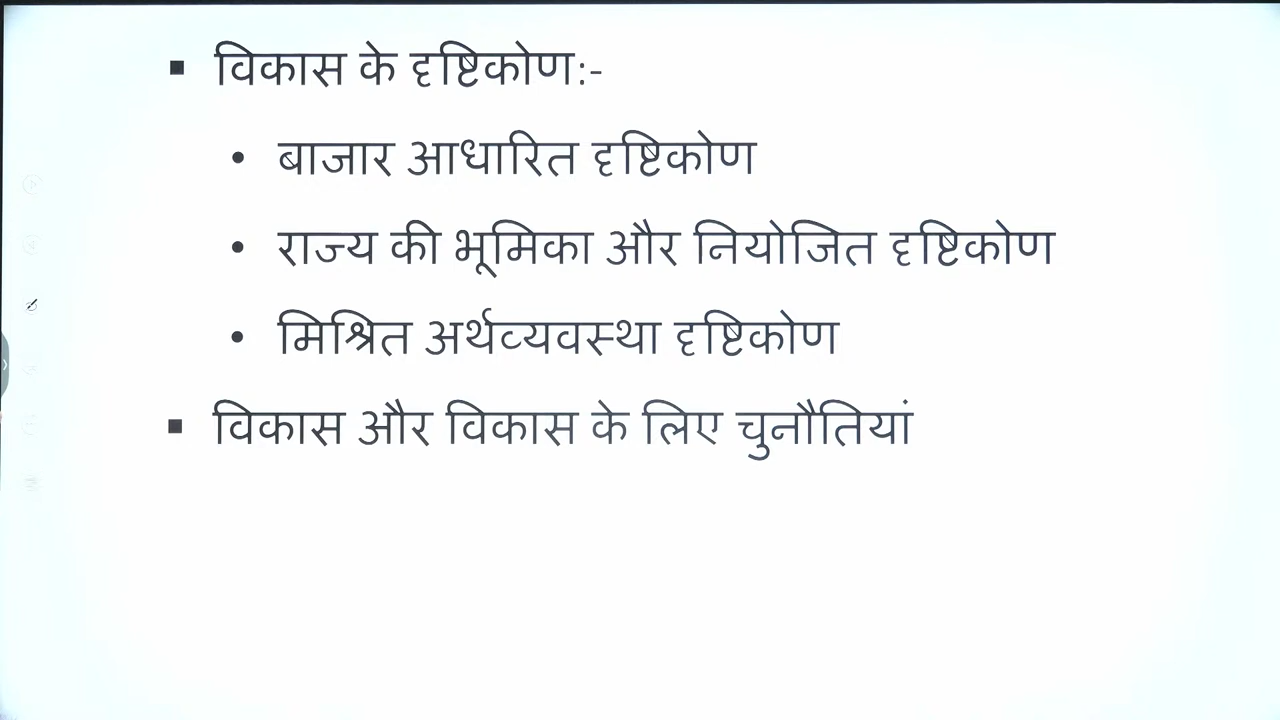 ▪ विकास के दृष्टिकोण:-
• बाजार आधारित दृष्टिकोण
• राज्य की भूमिका और नियोजित दृष्टिकोण
• मिश्रित अर्थव्यवस्था दृष्टिकोण
▪ विकास और विकास के लिए चुनौतियां